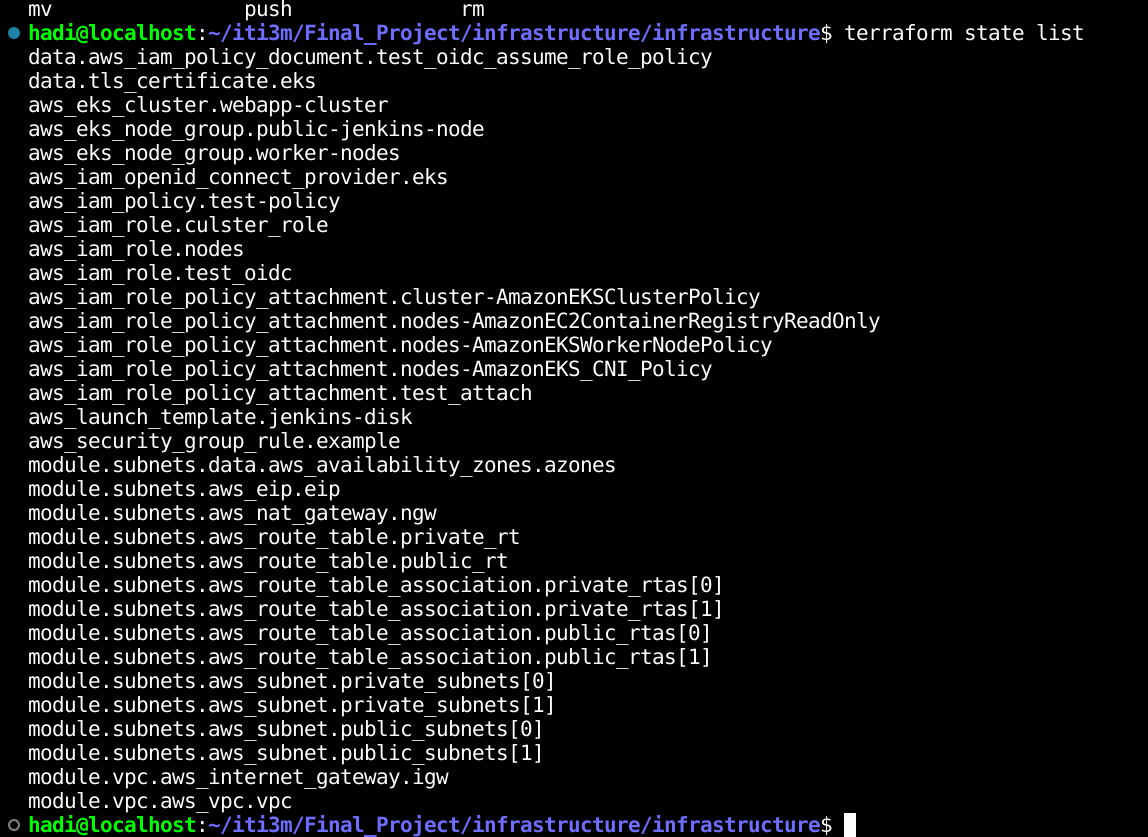 mv push rm
hadi@localhost:~/iti3m/Final_Project/infrastructure/infrastructure$ terraform state list
data.aws_iam_policy_document.test_oidc_assume_role_policy
data.tls_certificate.eks
aws_eks_cluster.webapp-cluster
aws_eks_node_group.public-jenkins-node
aws_eks_node_group.worker-nodes
aws_iam_openid_connect_provider.eks
aws_iam_policy.test-policy
aws_iam_role.culster_role
aws_iam_role.nodes
aws_iam_role.test_oidc
aws_iam_role_policy_attachment.cluster-AmazonEKSClusterPolicy
aws_iam_role_policy_attachment.nodes-AmazonEC2ContainerRegistryReadOnly
aws_iam_role_policy_attachment.nodes-AmazonEKSWorkerNodePolicy
aws_iam_role_policy_attachment.nodes-AmazonEKS_CNI_Policy
aws_iam_role_policy_attachment.test_attach
aws_launch_template.jenkins-disk
aws_security_group_rule.example
module.subnets.data.aws_availability_zones.azones
module.subnets.aws_eip.eip
module.subnets.aws_nat_gateway.ngw
module.subnets.aws_route_table.private_rt
module.subnets.aws_route_table.public_rt
module.subnets.aws_route_table_association.private_rtas[0]
module.subnets.aws_route_table_association.private_rtas[1]
module.subnets.aws_route_table_association.public_rtas[0]
module.subnets.aws_route_table_association.public_rtas[1]
module.subnets.aws_subnet.private_subnets[0]
module.subnets.aws_subnet.private_subnets[1]
module.subnets.aws_subnet.public_subnets[0]
module.subnets.aws_subnet.public_subnets[1]
module.vpc.aws_internet_gateway.igw
module.vpc.aws_vpc.vpc
hadi@localhost:~/iti3m/Final_Project/infrastructure/infrastructure$